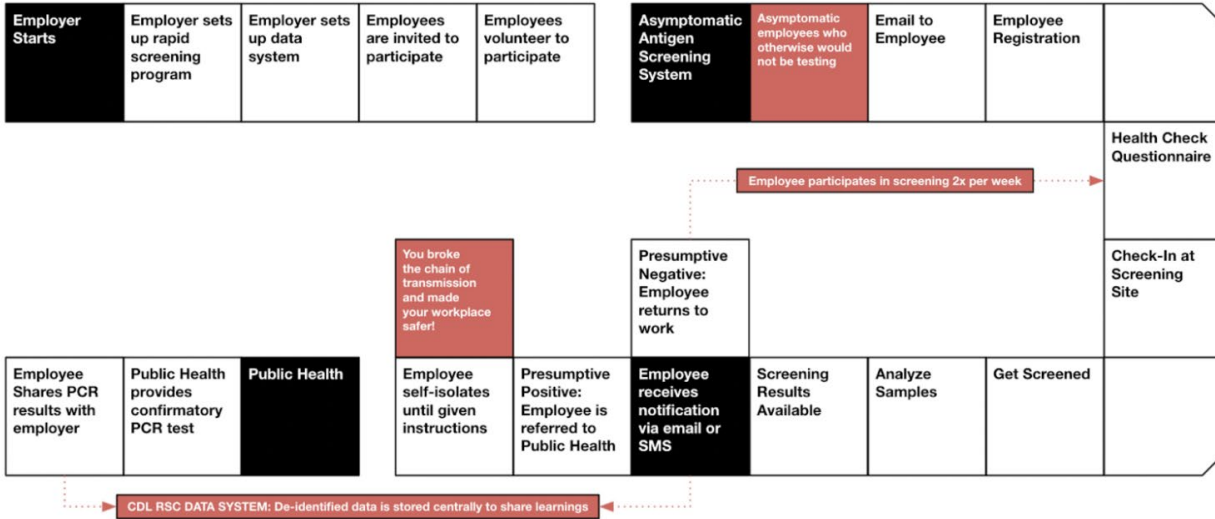 Employer
Starts
Employer sets
up rapid
screening
program
Employer sets
up data
system
Employees
are invited to
participate
Employees
volunteer to
participate
Asymptomatic
Antigen
Screening
System
Asymptomatic
employees who
otherwise would
not be testing
Email to
Employee
Employee
Registration
Health Check
Questionnaire
Employee participates in screening 2x per week
You broke
the chain of
transmission
and made
your workplace
safer!
Presumptive
Negative:
Employee
returns to
work
Check-In at
Screening
Site
Employee
Shares PCR
results with
employer
Public Health
provides
confirmatory
PCR test
Public Health
Employee
self-isolates
until given
instructions
Presumptive
Positive:
Employee is
referred to
Public Health
Employee
receives
notification
via email or
SMS
Screening
Results
Available
Analyze
Samples
Get Screened
CDL RSC DATA SYSTEM: De-identified data is stored centrally to share learnings